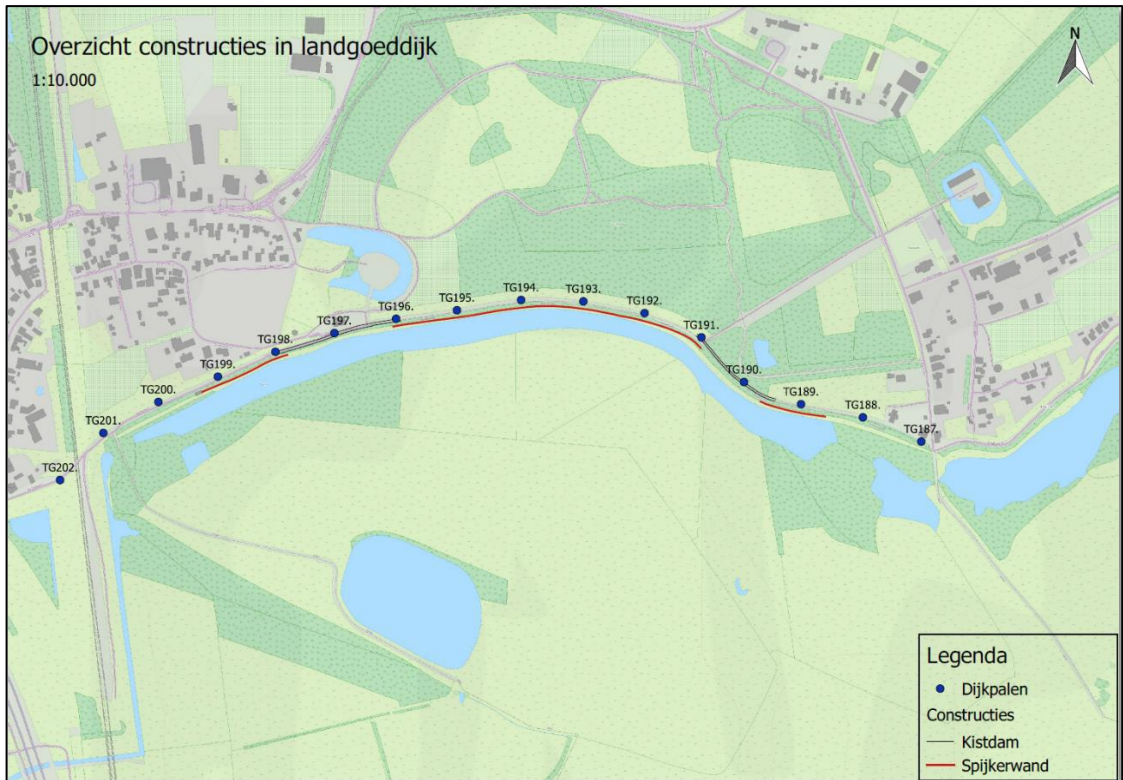 Overzicht constructies in landgoeddijk
1:10.000
N
TG194.
TG193.
TG195.
TG192.
TG196.
TG197.
TG191.
TG198.
TG199.
TG190.
TG200.
TG189.
TG188.
TG201.
TG187.
TG202.
Legenda
Dijkpalen
Constructies
Kistdam
Spijkerwand